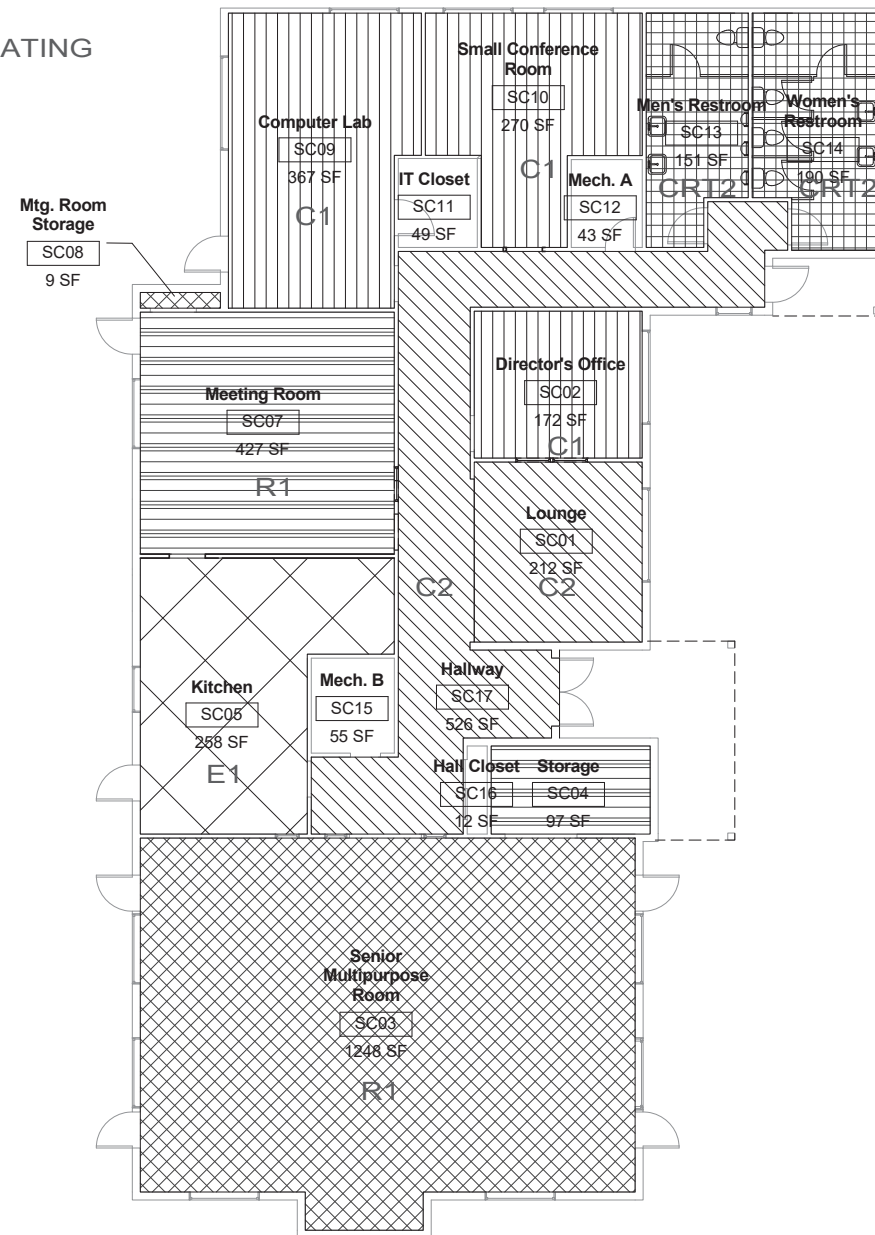 ATING
Small Conference
Room
SC10
270 SF
C1
Computer Lab
SC09
367 SF
C1
Men's Restroom
SC13
151 SF
CRT2
Women's
Restroom
SC14
190 SF
CRT2
IT Closet
SC11
49 SF
Mech. A
SC12
43 SF
Mtg. Room
Storage
SC08
9 SF
Director's Office
SC02
172 SF
C1
Meeting Room
SC07
427 SF
R1
Lounge
SC01
212 SF
C2
C2
Hallway
SC17
526 SF
Kitchen
SC05
258 SF
E1
Mech. B
SC15
55 SF
Hall Closet
SC16
12 SF
Storage
SC04
97 SF
Senior
Multipurpose
Room
SC03
1248 SF
R1